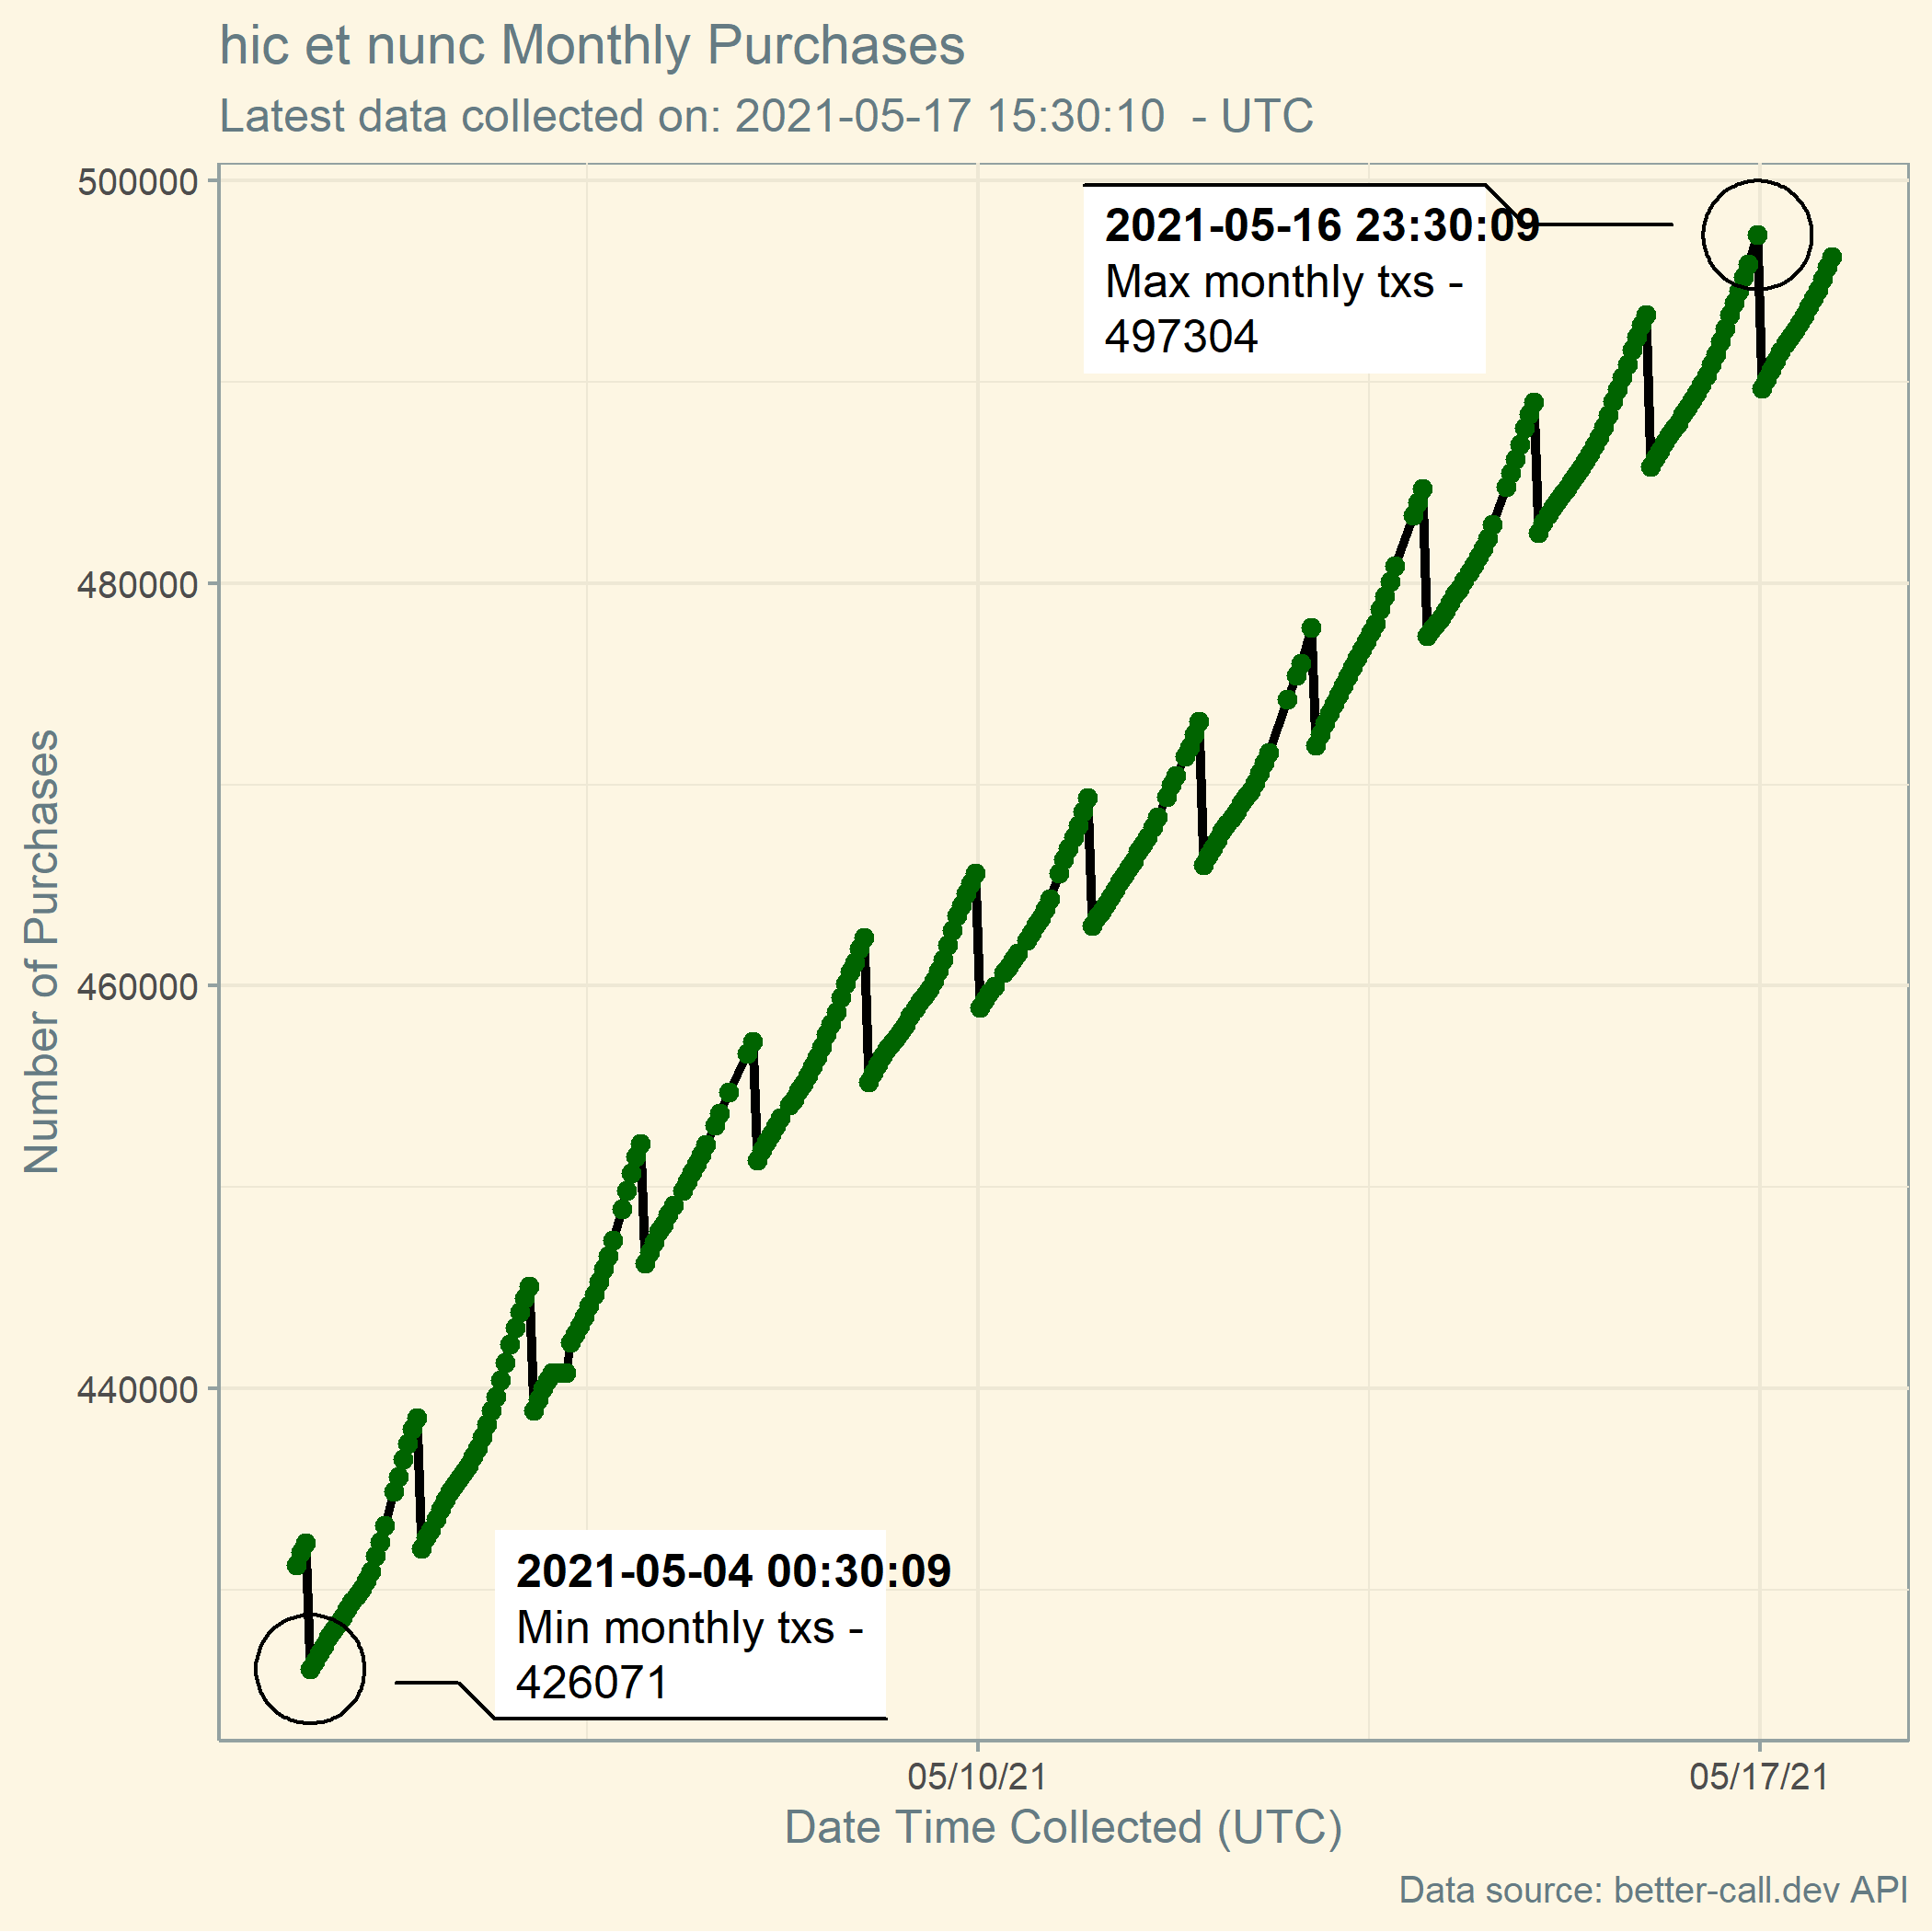 hic et nunc Monthly Purchases
Latest data collected on: 2021-05-17 15:30:10  - UTC
500000
480000
460000
440000
Number of Purchases
2021-05-16 23:30:09
Max monthly txs -
497304
2021-05-04 00:30:09
Min monthly txs -
426071
05/10/21
05/17/21
Date Time Collected (UTC)
Data source: better-call.dev API